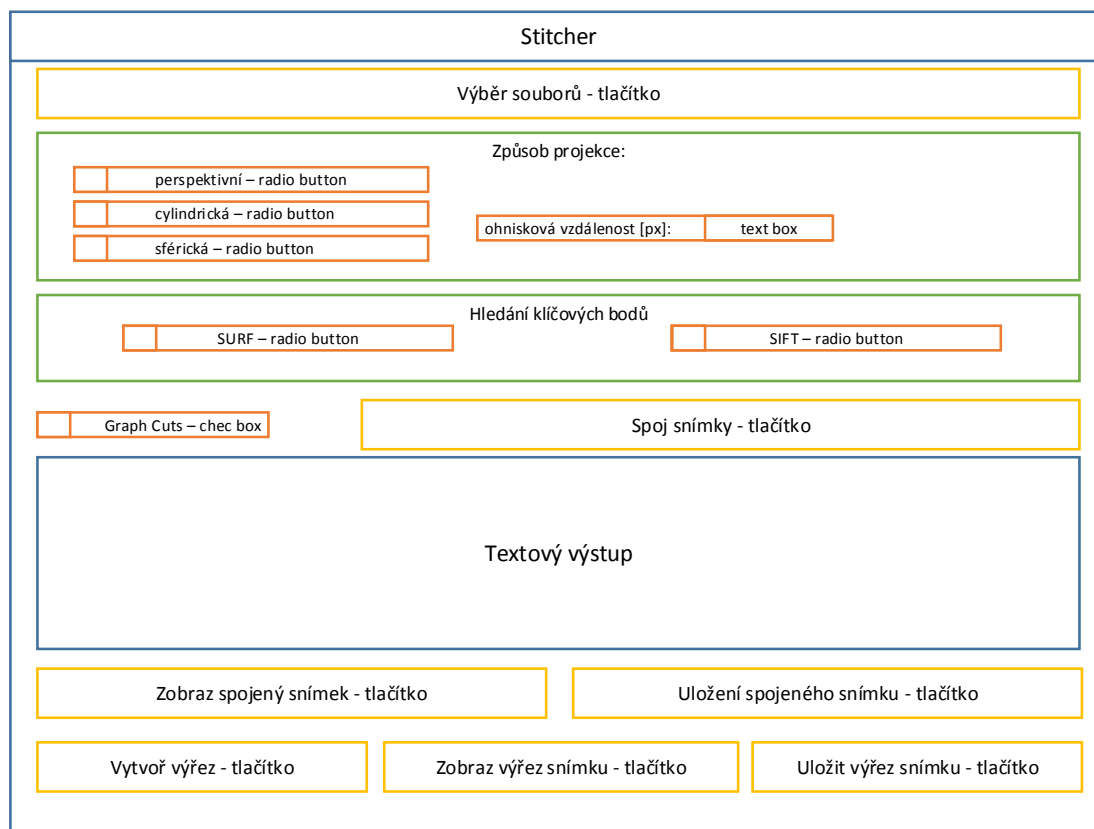 Stitcher
Výběr souborů - tlačítko
Způsob projekce:
perspektivní – radio button
cylindrická – radio button
ohnisková vzdálenost [px]: text box
sférická – radio button
Hledání klíčových bodů
SURF – radio button SIFT – radio button
Graph Cuts – chec box Spoj snímky - tlačítko
Textový výstup
Zobraz spojený snímek - tlačítko Uložení spojeného snímku - tlačítko
Vytvoř výřez - tlačítko Zobraz výřez snímku - tlačítko Uložit výřez snímku - tlačítko